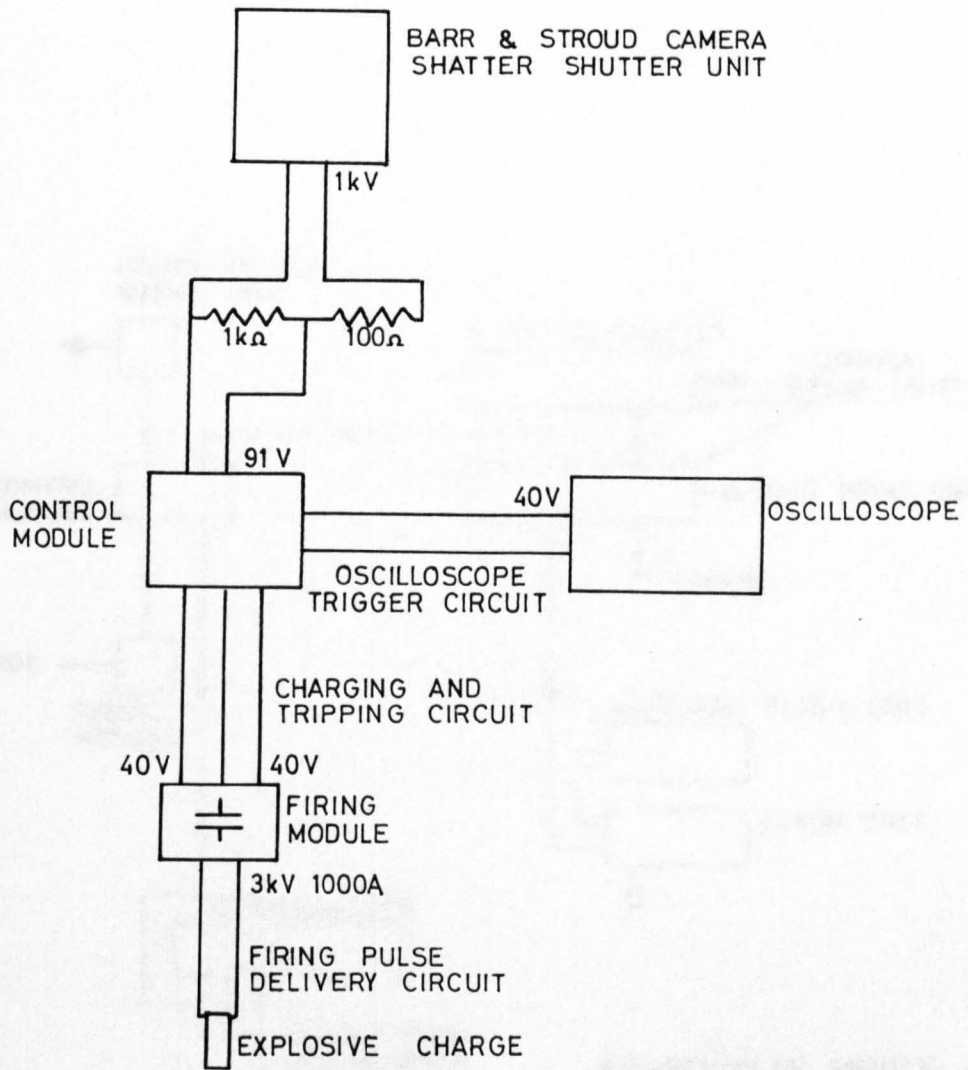 BARR & STROUD CAMERA
SHATTER SHUTTER UNIT
1kV
1kΩ
100Ω
91V
CONTROL
MODULE
40V
OSCILLOSCOPE
OSCILLOSCOPE
TRIGGER CIRCUIT
CHARGING AND
TRIPPING CIRCUIT
40V
40V
FIRING
MODULE
3kV 1000A
FIRING PULSE
DELIVERY CIRCUIT
EXPLOSIVE CHARGE